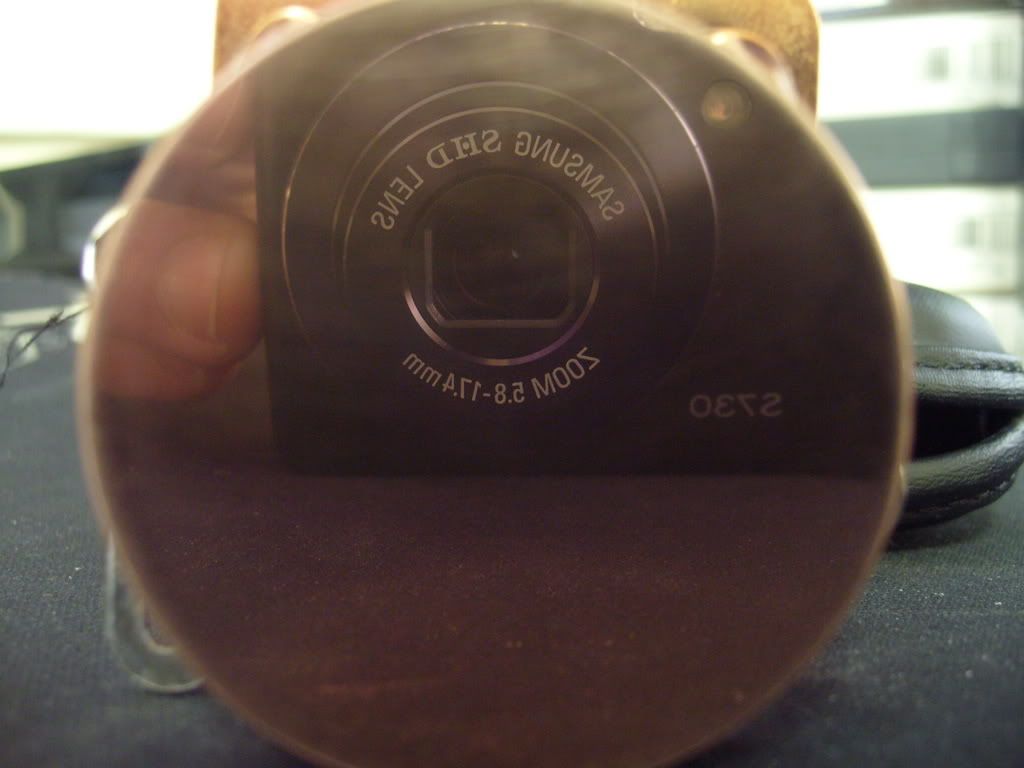 SAMSUNG SHD LENS
ZOOM 5.8-17.4mm
S730